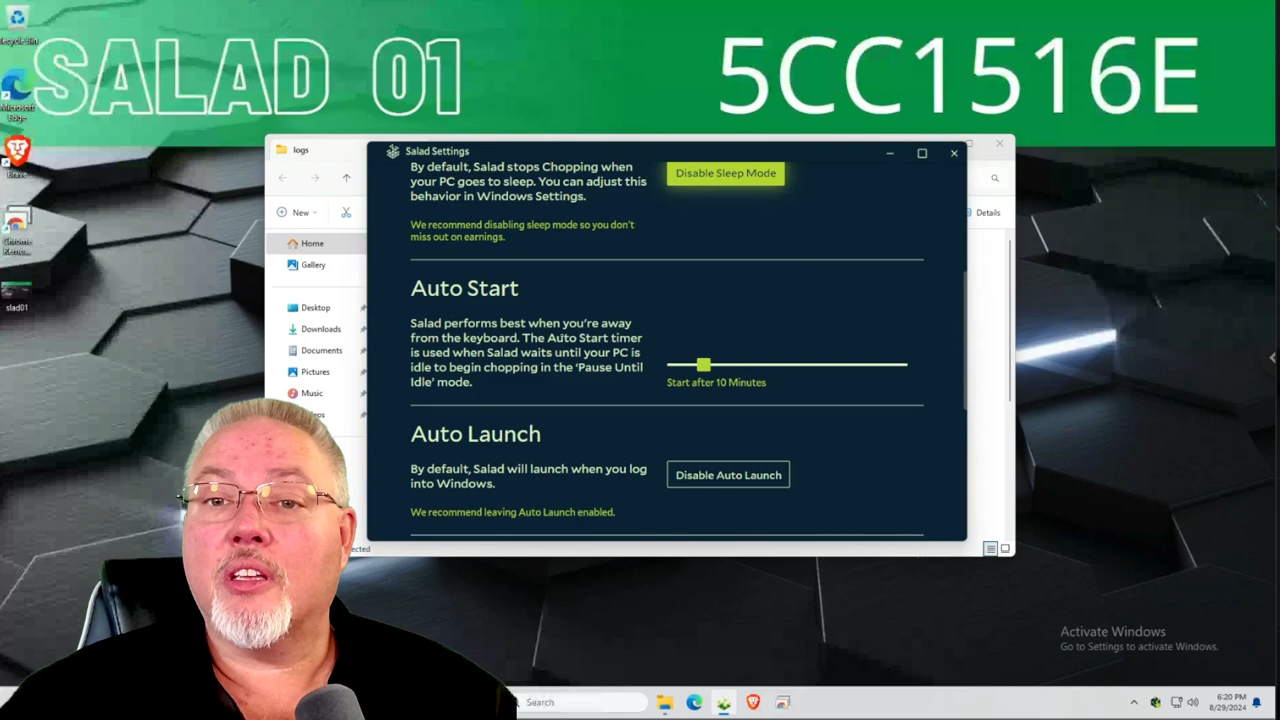 SALAD 01
5CC1516E
Recycle Bin
Microsoft
Edge
Brave
Chrome
Remo...
slad01
logs
New
Details
Home
Gallery
Desktop
Downloads
Documents
Pictures
Music
Salad Settings
By default, Salad stops Chopping when
your PC goes to sleep. You can adjust this
behavior in Windows Settings.
Disable Sleep Mode
We recommend disabling sleep mode so you don't
miss out on earnings.
Auto Start
Salad performs best when you're away
from the keyboard. The Auto Start timer
is used when Salad waits until your PC is
idle to begin chopping in the 'Pause Until
Idle' mode.
Start after 10 Minutes
Auto Launch
By default, Salad will launch when you log
into Windows.
Disable Auto Launch
We recommend leaving Auto Launch enabled.
Activate Windows
Go to Settings to activate Windows.
Search
6:20 PM
8/29/2024